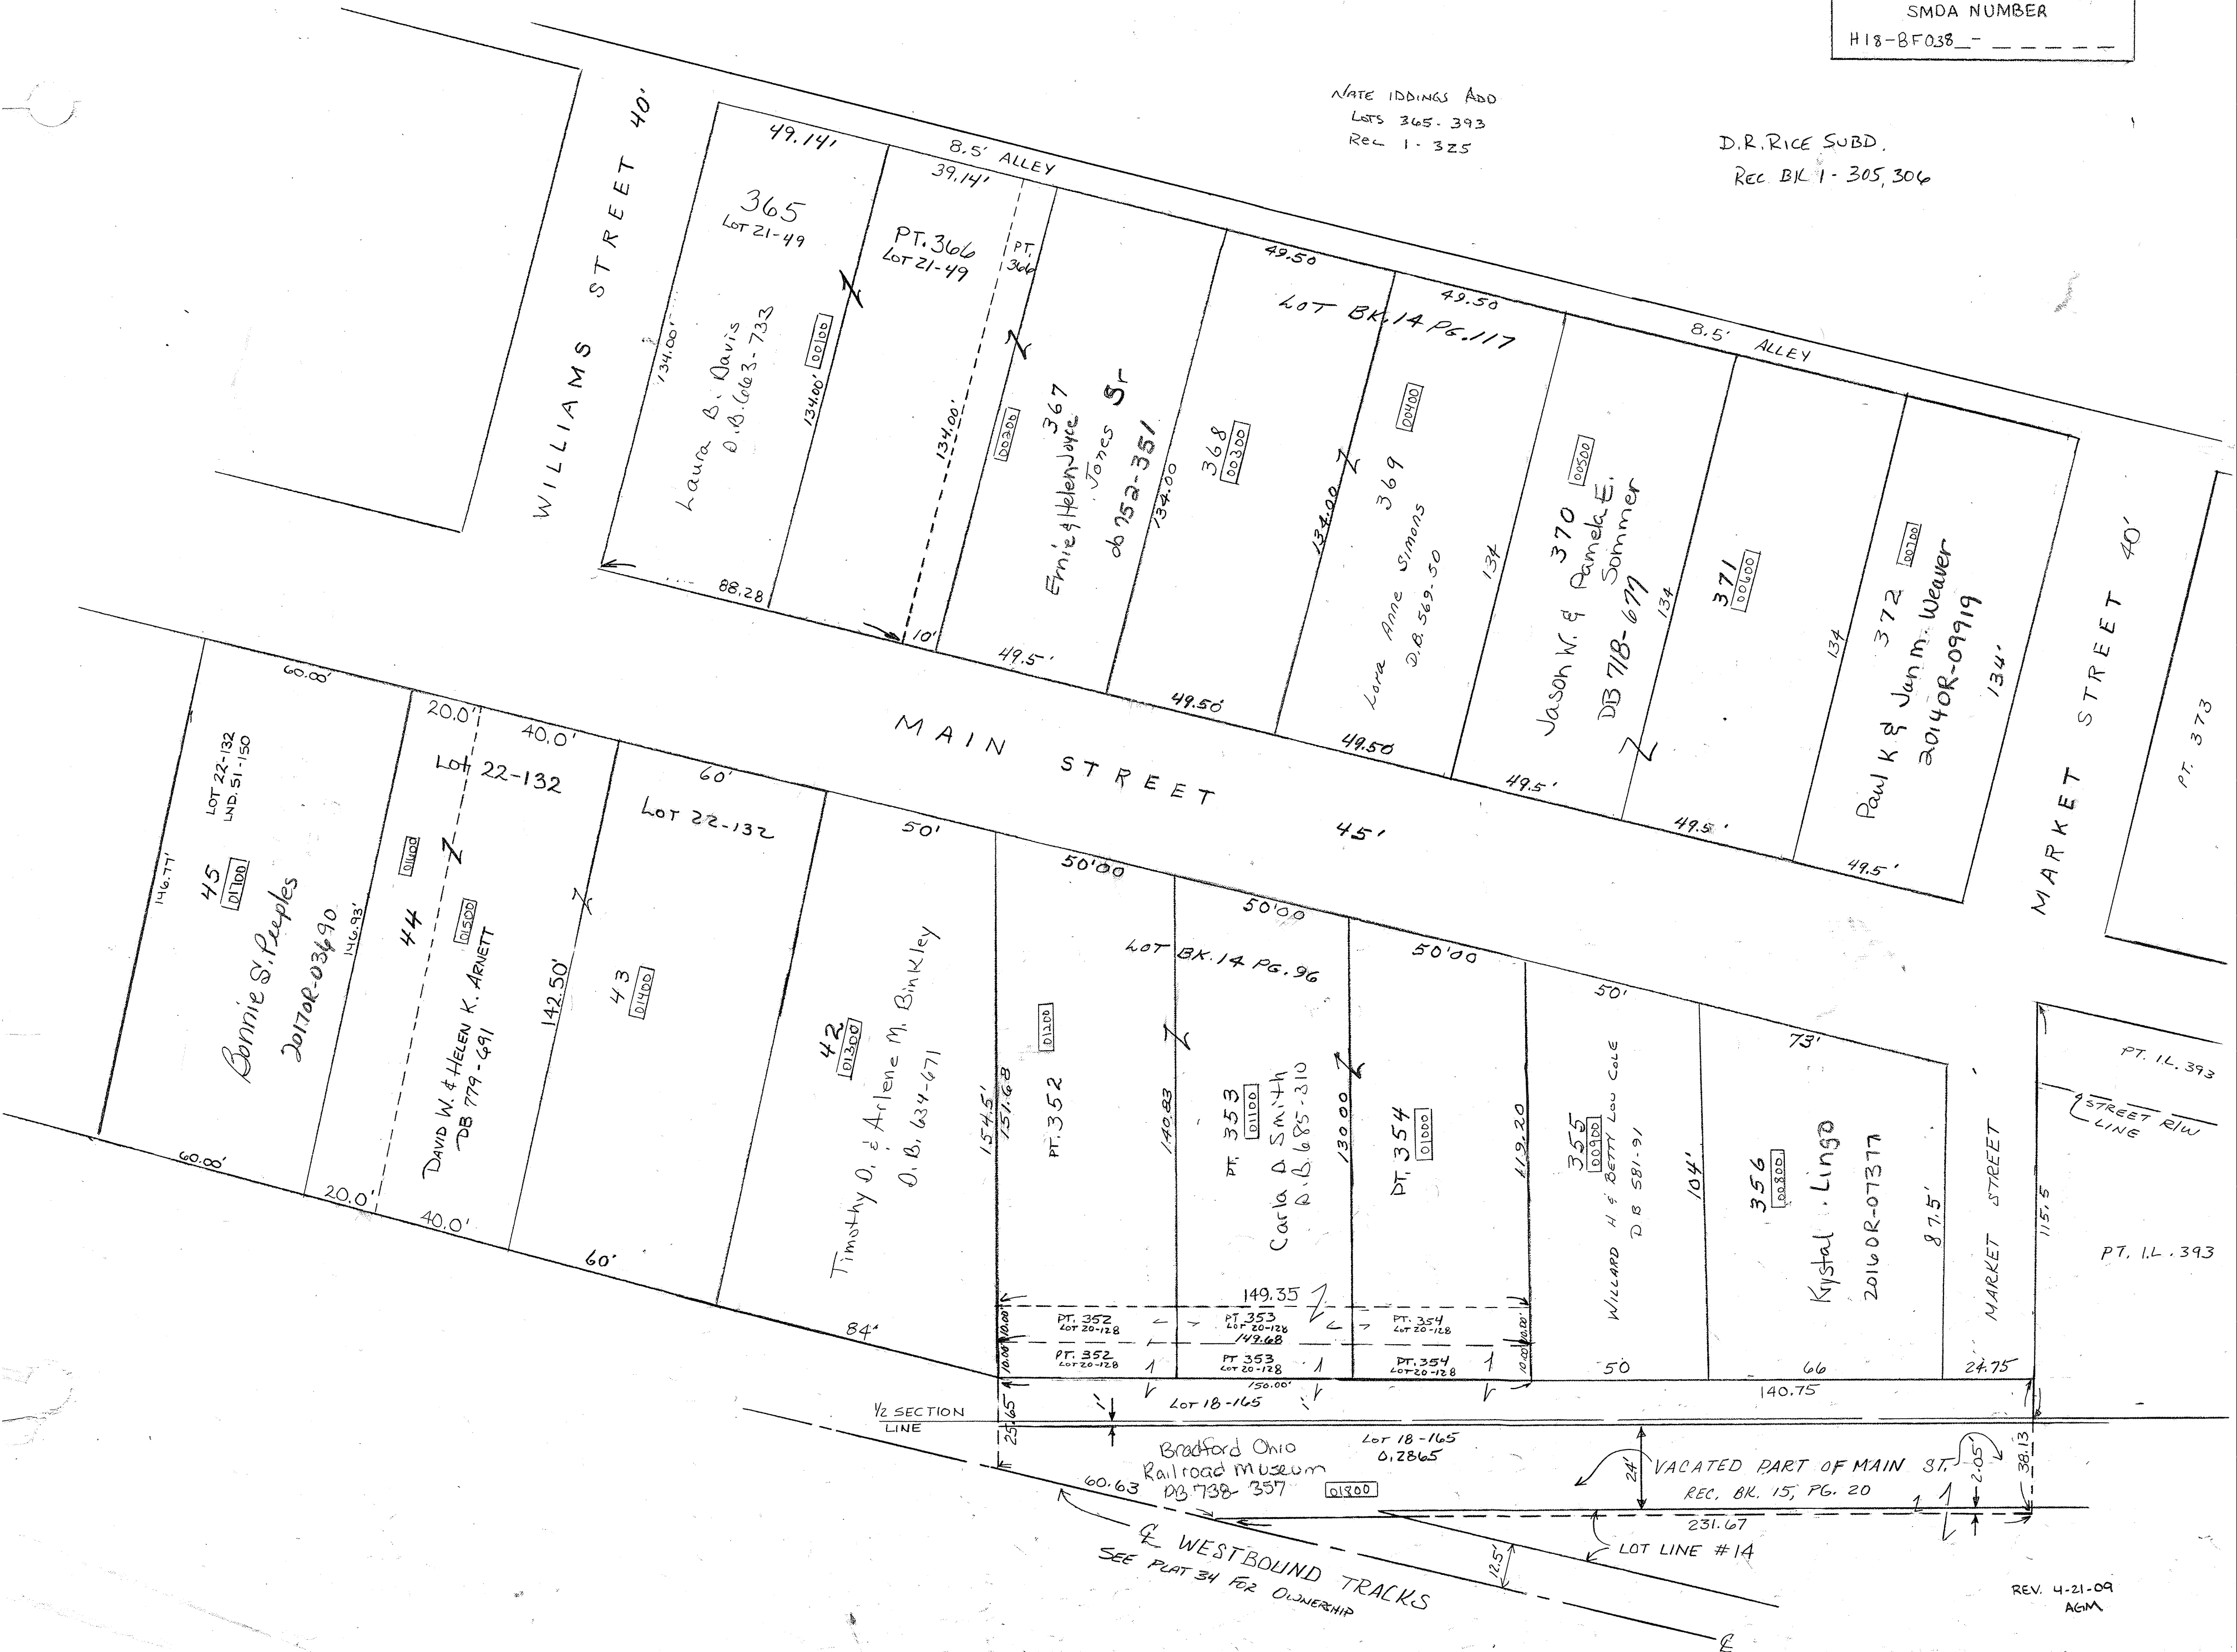 SMDA NUMBER
H18-BF038_-_ _ _ _ _
NATE IDDINGS ADD
LOTS 365-393
REC 1-325
D.R. RICE SUBD.
REC. BK 1-305, 306
WILLIAMS STREET 40'
8.5' ALLEY
49.14'
39.14'
365
LOT 21-49
PT. 366
LOT 21-49
PT.
366
134.00'
Laura B. Davis
D.B. 663-733
134.00'
00100
134.00'
88.28
10'
00200
367
Ernie & Helen Joyce
Jones Sr
db 752-351
134.00
49.5'
49.50
49.50
LOT BK. 14 PG. 117
368
00300
134.00
49.50
00400
369
Lora Anne Simons
D.B. 569-50
134
49.50
8.5' ALLEY
00500
370
Jason W. & Pamela E.
Sommer
DB 718-677
134
49.5'
371
00600
134
49.5'
00700
372
Paul K & Jan M. Weaver
2014OR-09919
134'
49.5'
MARKET STREET 40'
PT. 373
MAIN STREET
45'
60.00'
LOT 22-132
LND. 51-150
45
01700
146.77'
Bonnie S. Peeples
2017OR-03690
146.93'
60.00'
20.0'
40.0'
LOT 22-132
01600
44
01500
DAVID W. & HELEN K. ARNETT
DB 779-691
142.50'
20.0'
40.0'
60'
LOT 22-132
43
01400
60'
50'
42
01300
Timothy D. & Arlene M. Binkley
D.B. 634-671
154.5'
151.68
84'
50'00
50'00
50'00
LOT BK. 14 PG. 96
01200
PT. 352
140.83
PT. 353
01100
Carla D Smith
D.B. 685-310
130.00
PT. 354
01000
119.20
50'
355
00900
WILLARD H & BETTY LOU COLE
DB 581-91
104'
50
73'
356
00800
Krystal Lingo
2016OR-07377
87.5'
66
MARKET STREET
24.75
115.5
PT. I.L. 393
STREET R/W
LINE
PT. I.L. 393
149.35
10.00'
PT. 352
LOT 20-128
PT. 353
LOT 20-128
PT. 354
LOT 20-128
10.00'
149.68
10.00'
PT. 352
LOT 20-128
PT 353
LOT 20-128
PT. 354
LOT 20-128
10.00'
150.00'
140.75
LOT 18-165
1/2 SECTION
LINE
25.65
LOT 18-165
0.2865
Bradford Ohio
Railroad Museum
DB 738-357
01800
60.63
24'
VACATED PART OF MAIN ST.
REC. BK. 15, PG. 20
2.05'
38.13
231.67
LOT LINE #14
12.5'
℄ WESTBOUND TRACKS
SEE PLAT 34 FOR OWNERSHIP
℄
REV. 4-21-09
AGM